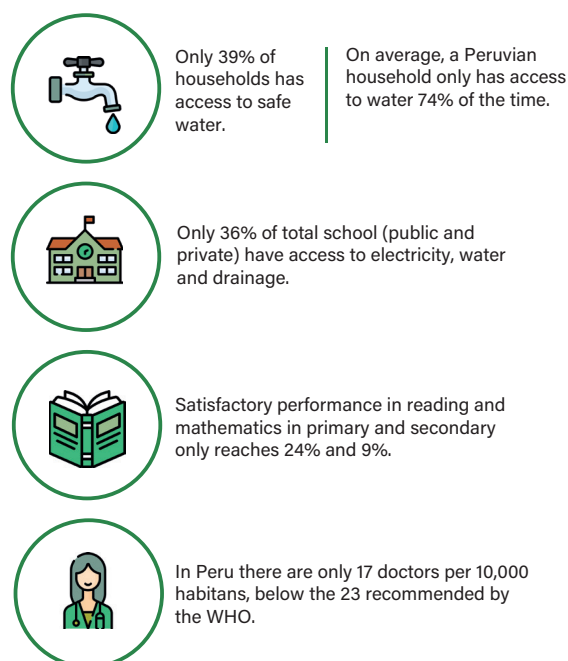 Only 39% of
households has
access to safe
water.
On average, a Peruvian
household only has access
to water 74% of the time.
Only 36% of total school (public and
private) have access to electricity, water
and drainage.
Satisfactory performance in reading and
mathematics in primary and secondary
only reaches 24% and 9%.
In Peru there are only 17 doctors per 10,000
habitans, below the 23 recommended by
the WHO.